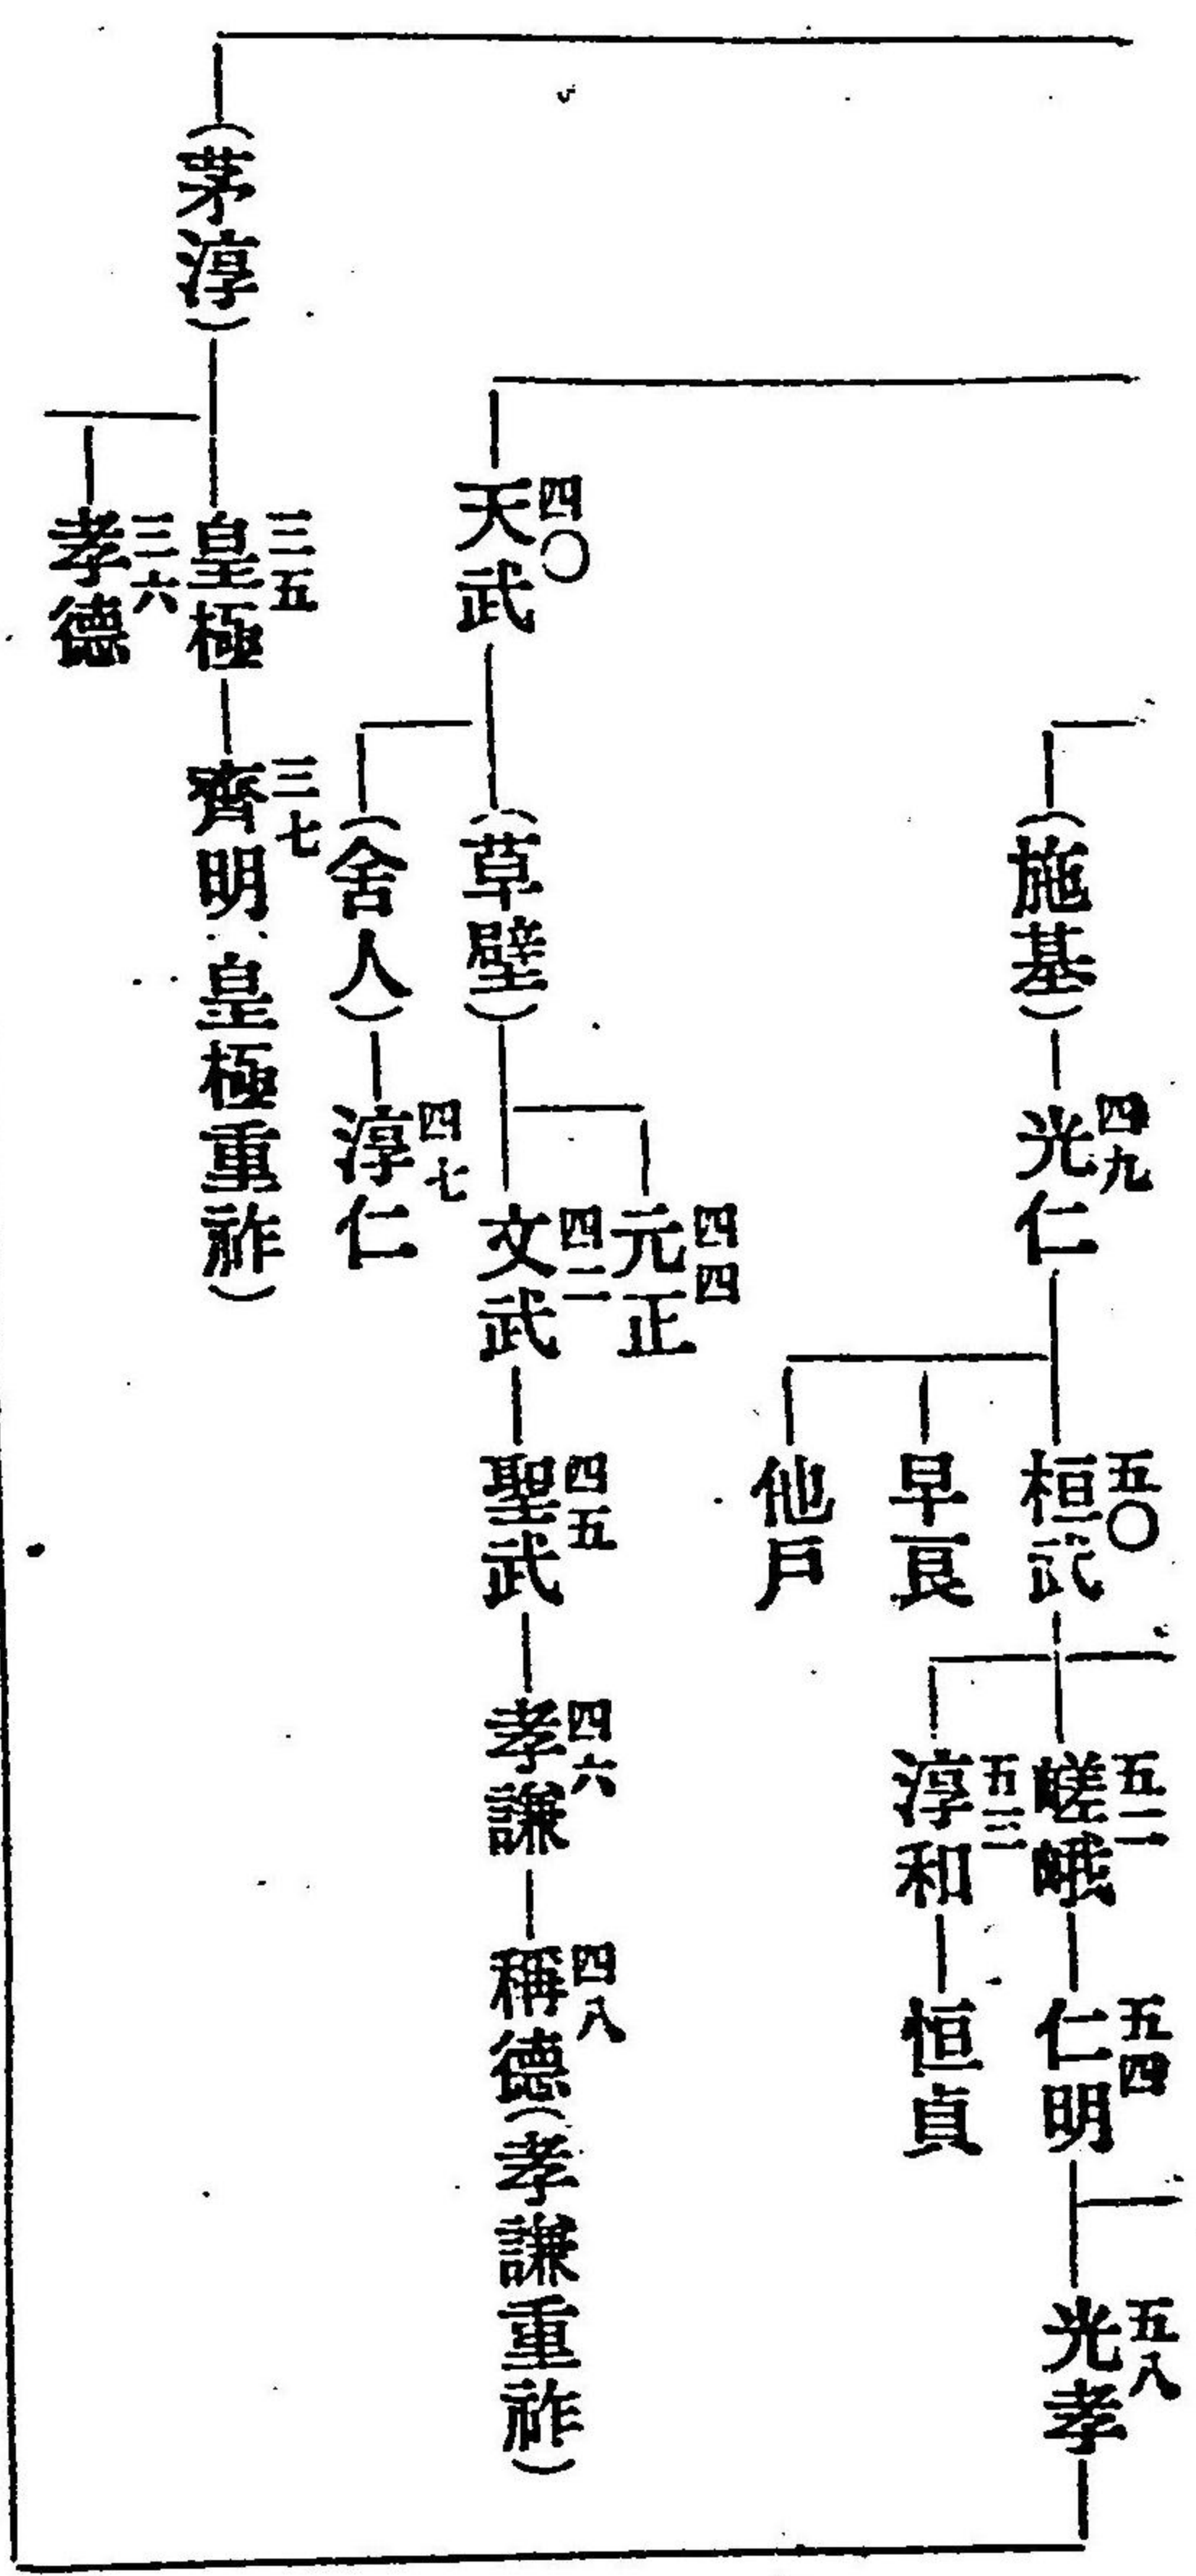 (施基)
四九
光仁
五〇
桓武
五二
嵯峨
五四
仁明
五八
光孝
五三
淳和
恒貞
早良
他戸
四〇
天武
(草壁)
四四
元正
四二
文武
四五
聖武
四六
孝謙
四八
稱德(孝謙重祚)
(舍人)
四七
淳仁
(茅渟)
三五
皇極
三七
齊明 皇極重祚)
三六
孝德